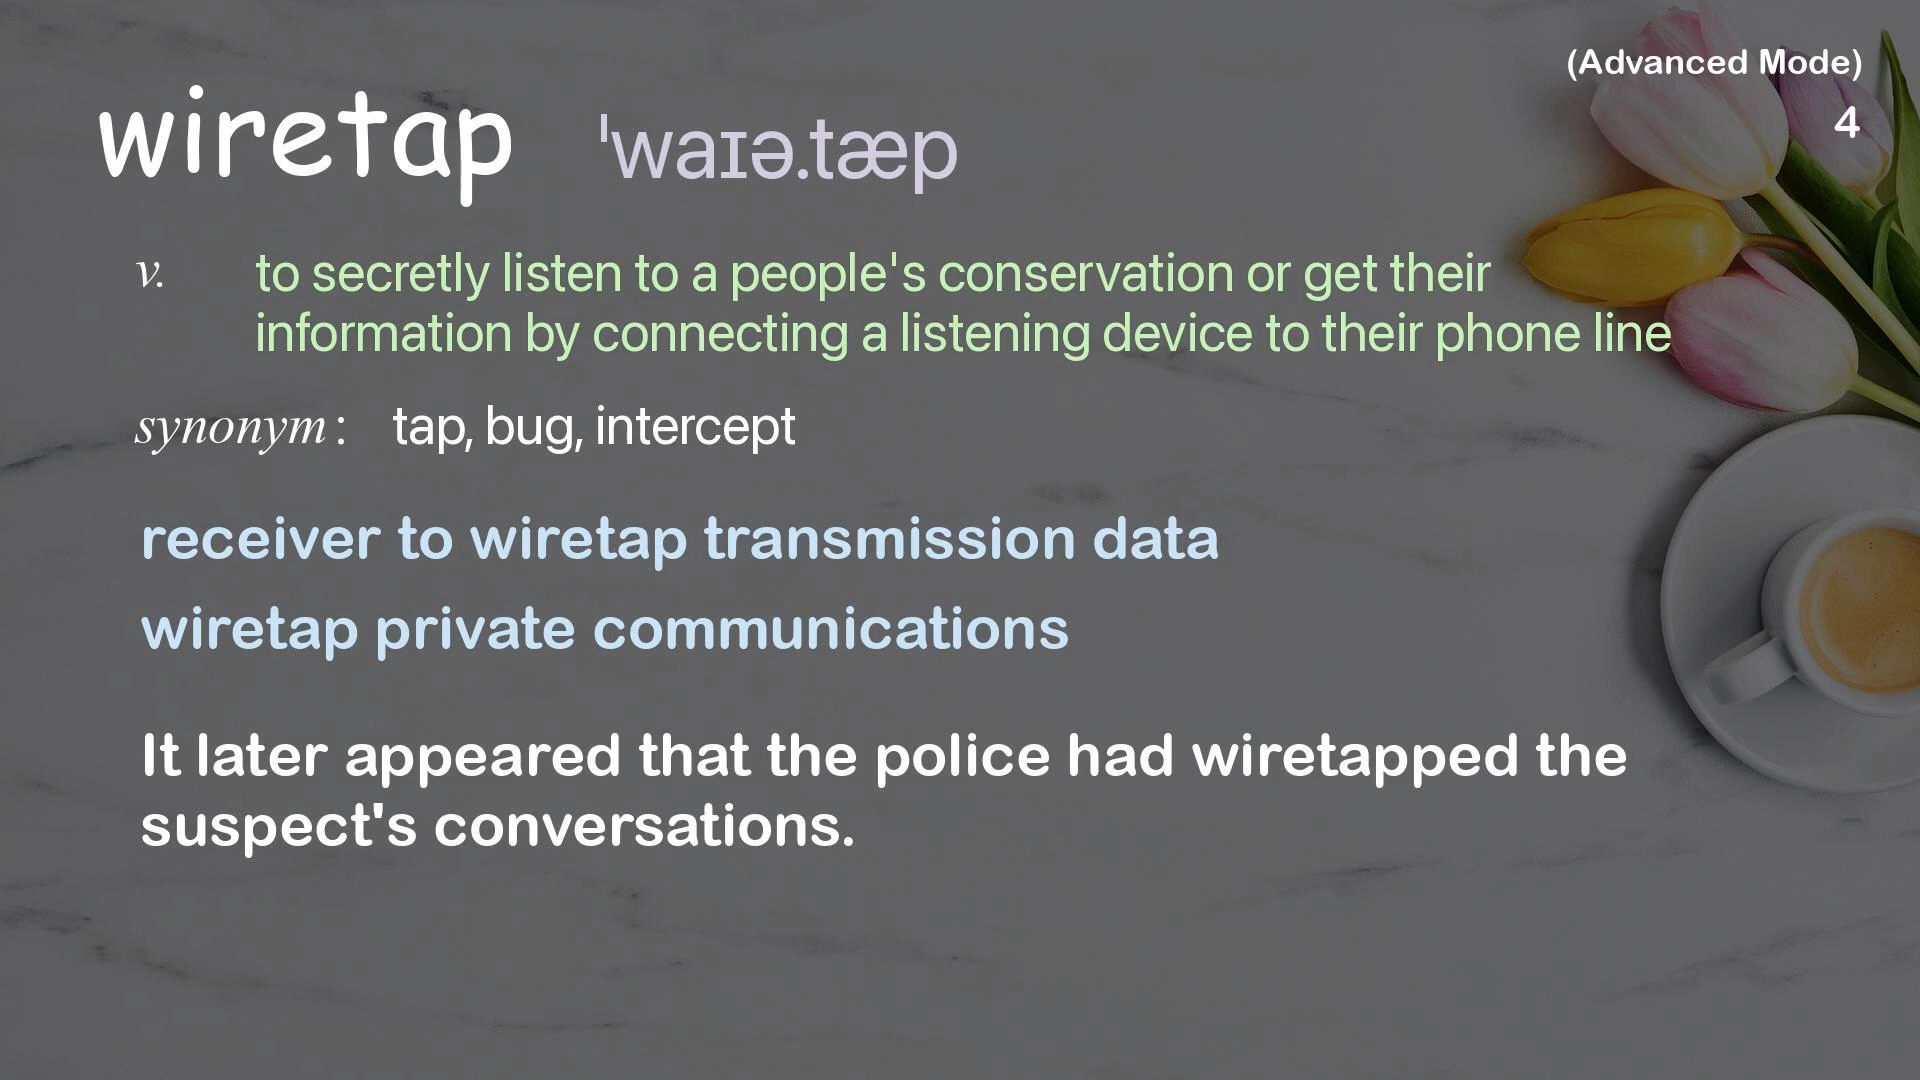 (Advanced Mode)
4
wiretap ˈwaɪə.tæp
v. to secretly listen to a people's conservation or get their
information by connecting a listening device to their phone line
synonym: tap, bug, intercept
receiver to wiretap transmission data
wiretap private communications
It later appeared that the police had wiretapped the
suspect's conversations.